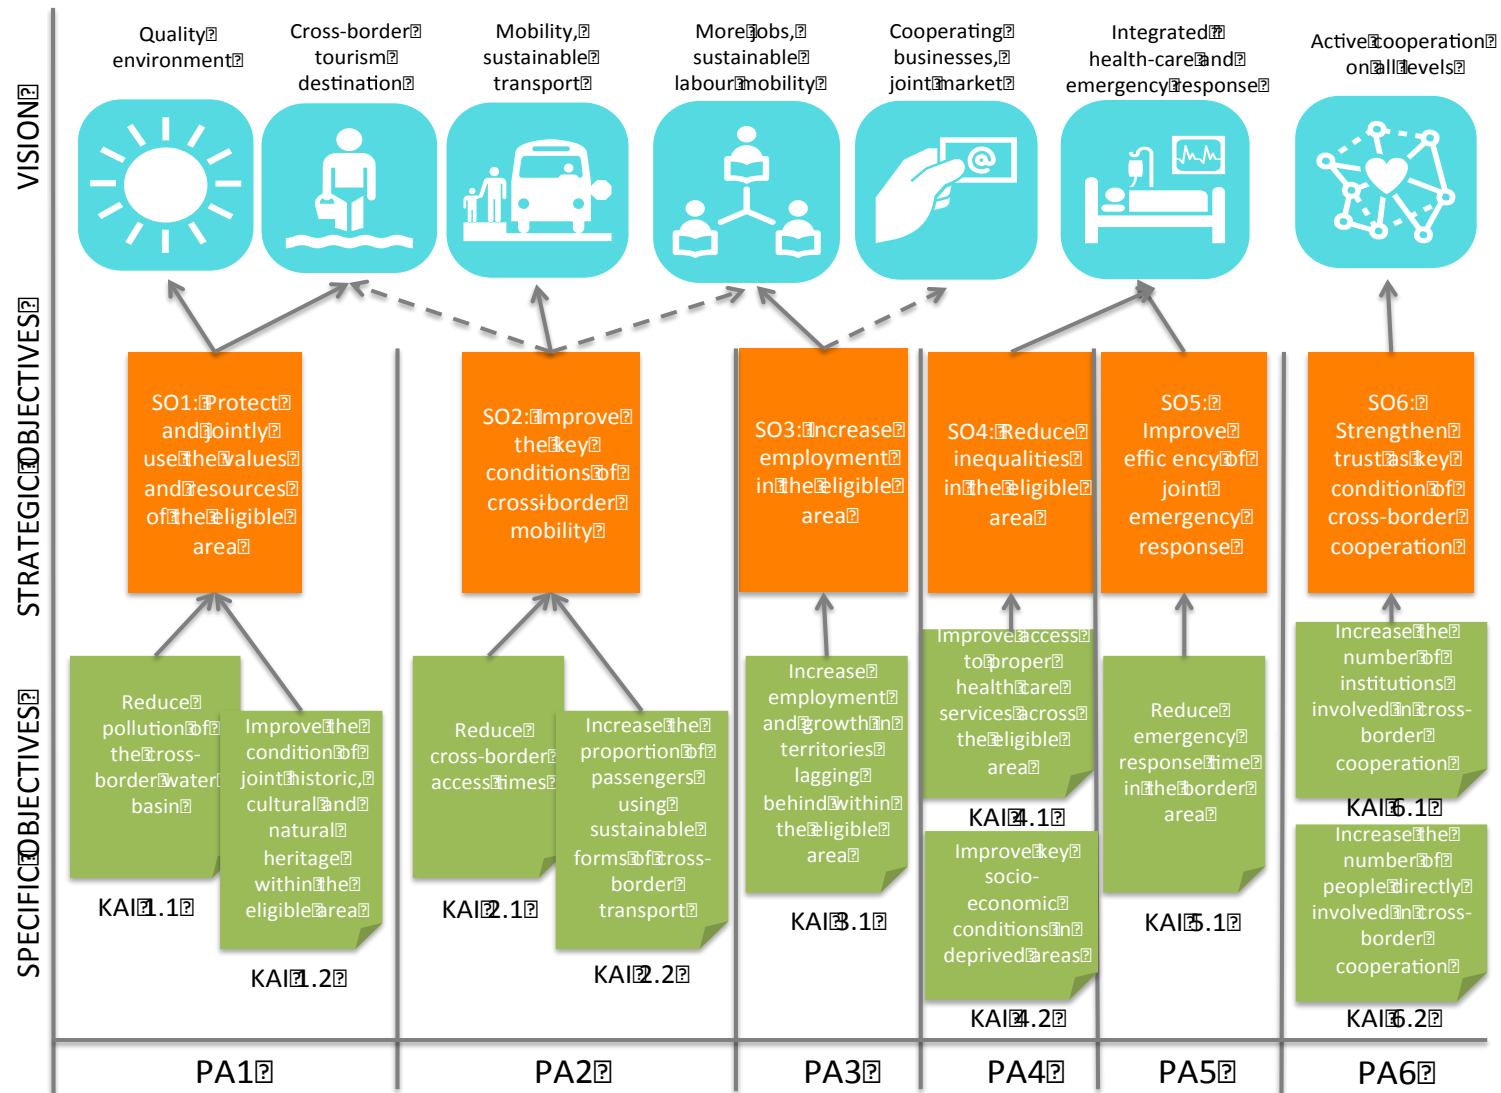 Quality
environment
Cross-border
tourism
destination
Mobility,
sustainable
transport
More jobs,
sustainable
labour mobility
Cooperating
businesses,
joint market
Integrated
health-care and
emergency response
Active cooperation
on all levels
VISION
@
STRATEGIC OBJECTIVES
SO1: Protect
and jointly
use the values
and resources
of the eligible
area
SO2: Improve
the key
conditions of
cross-border
mobility
SO3: Increase
employment
in the eligible
area
SO4: Reduce
inequalities
in the eligible
area
SO5:
Improve
effic ency of
joint
emergency
response
SO6:
Strengthen
trust as key
condition of
cross-border
cooperation
SPECIFIC OBJECTIVES
Reduce
pollution of
the cross-
border water
basin
KAI 1.1
Improve the
condition of
joint historic,
cultural and
natural
heritage
within the
eligible area
KAI 1.2
Reduce
cross-border
access times
KAI 2.1
Increase the
proportion of
passengers
using
sustainable
forms of cross-
border
transport
KAI 2.2
Increase
employment
and growth in
territories
lagging
behind within
the eligible
area
KAI 3.1
Improve access
to proper
health care
services across
the eligible
area
KAI 4.1
Improve key
socio-
economic
conditions in
deprived areas
KAI 4.2
Reduce
emergency
response time
in the border
area
KAI 5.1
Increase the
number of
institutions
involved in cross-
border
cooperation
KAI 6.1
Increase the
number of
people directly
involved in cross-
border
cooperation
KAI 6.2
PA1
PA2
PA3
PA4
PA5
PA6